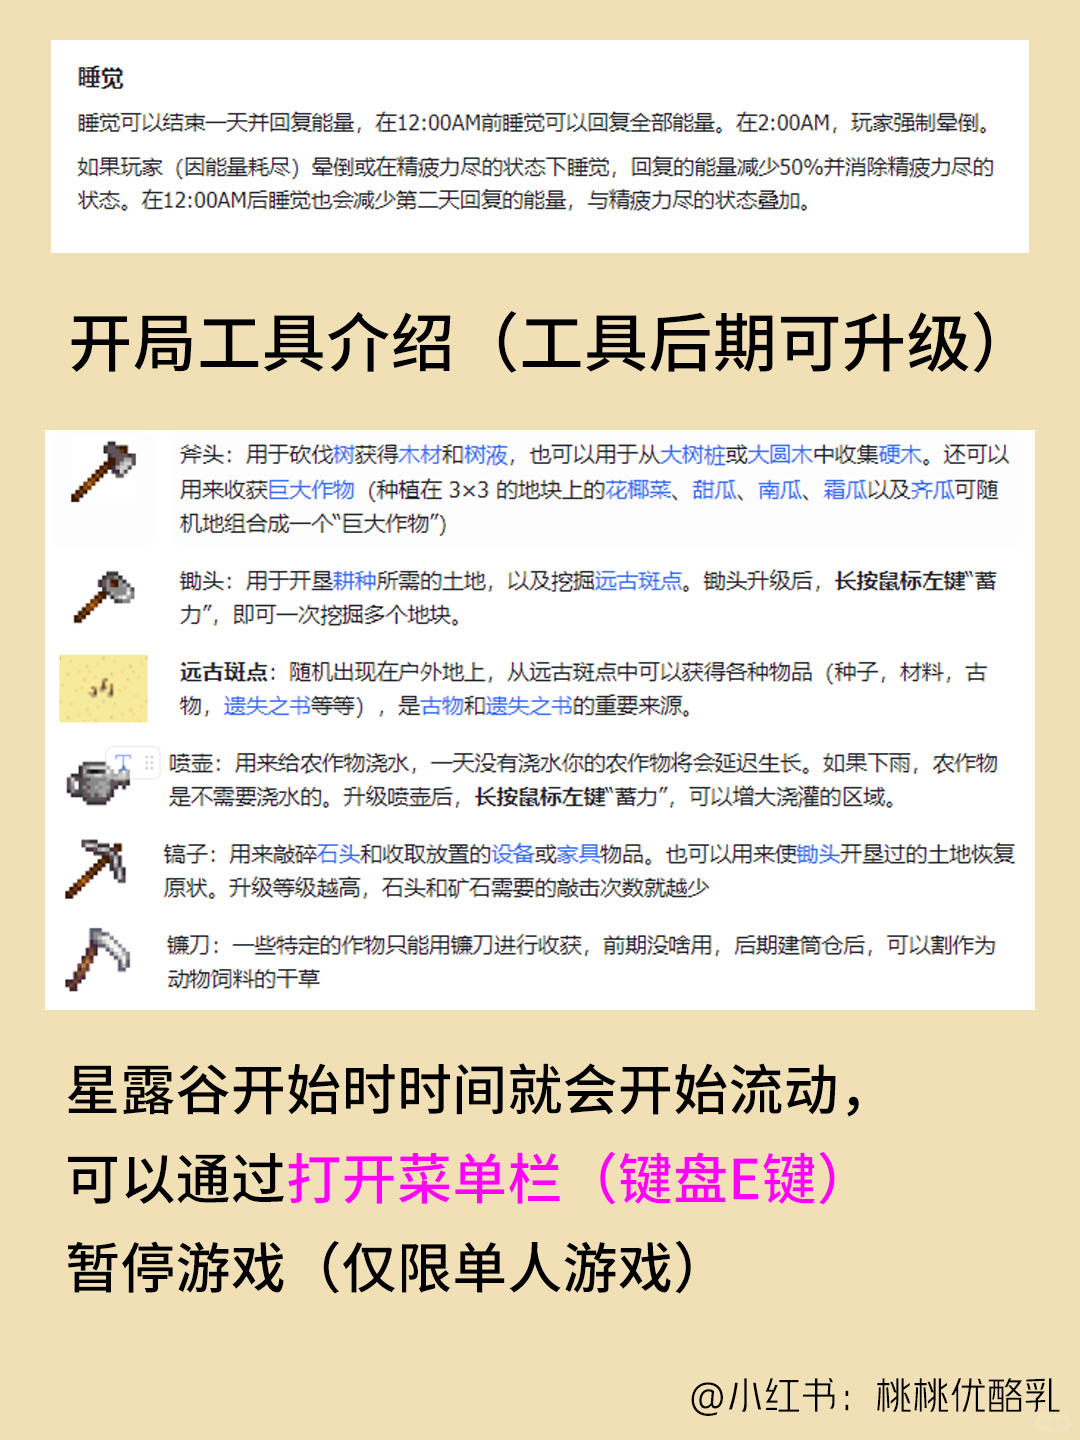 睡觉
睡觉可以结束一天并回复能量，在12:00AM前睡觉可以回复全部能量。在2:00AM，玩家强制晕倒。
如果玩家（因能量耗尽）晕倒或在精疲力尽的状态下睡觉，回复的能量减少50%并消除精疲力尽的
状态。在12:00AM后睡觉也会减少第二天回复的能量，与精疲力尽的状态叠加。
开局工具介绍（工具后期可升级）
斧头：用于砍伐树获得木材和树液，也可以用于从大树桩或大圆木中收集硬木。还可以
用来收获巨大作物（种植在 3×3 的地块上的花椰菜、甜瓜、南瓜、霜瓜以及齐瓜可随
机地组合成一个“巨大作物”）
锄头：用于开垦耕种所需的土地，以及挖掘远古斑点。锄头升级后，长按鼠标左键“蓄
力”，即可一次挖掘多个地块。
远古斑点：随机出现在户外地上，从远古斑点中可以获得各种物品（种子，材料，古
物，遗失之书等等），是古物和遗失之书的重要来源。
喷壶：用来给农作物浇水，一天没有浇水你的农作物将会延迟生长。如果下雨，农作物
是不需要浇水的。升级喷壶后，长按鼠标左键“蓄力”，可以增大浇灌的区域。
镐子：用来敲碎石头和收取放置的设备或家具物品。也可以用来使锄头开垦过的土地恢复
原状。升级等级越高，石头和矿石需要的敲击次数就越少
镰刀：一些特定的作物只能用镰刀进行收获，前期没啥用，后期建筒仓后，可以割作为
动物饲料的干草
星露谷开始时时间就会开始流动，
可以通过打开菜单栏（键盘E键）
暂停游戏（仅限单人游戏）
@小红书：桃桃优酪乳